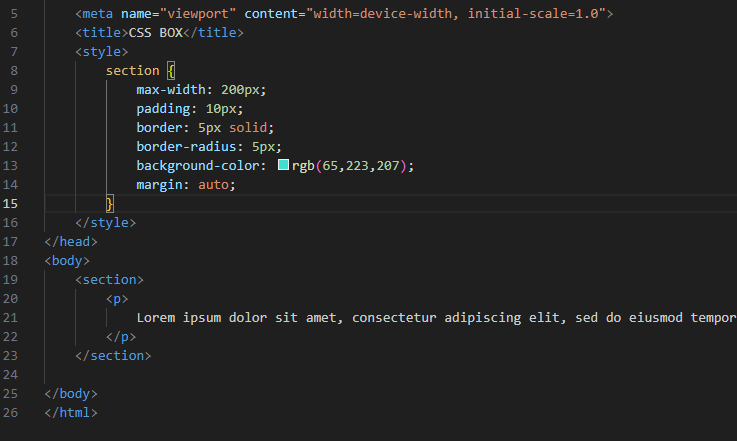 5 <meta name="viewport" content="width=device-width, initial-scale=1.0">
6 <title>CSS BOX</title>
7 <style>
8 section {
9 max-width: 200px;
10 padding: 10px;
11 border: 5px solid;
12 border-radius: 5px;
13 background-color: rgb(65,223,207);
14 margin: auto;
15 }
16 </style>
17 </head>
18 <body>
19 <section>
20 <p>
21 Lorem ipsum dolor sit amet, consectetur adipiscing elit, sed do eiusmod tempor
22 </p>
23 </section>
24
25 </body>
26 </html>